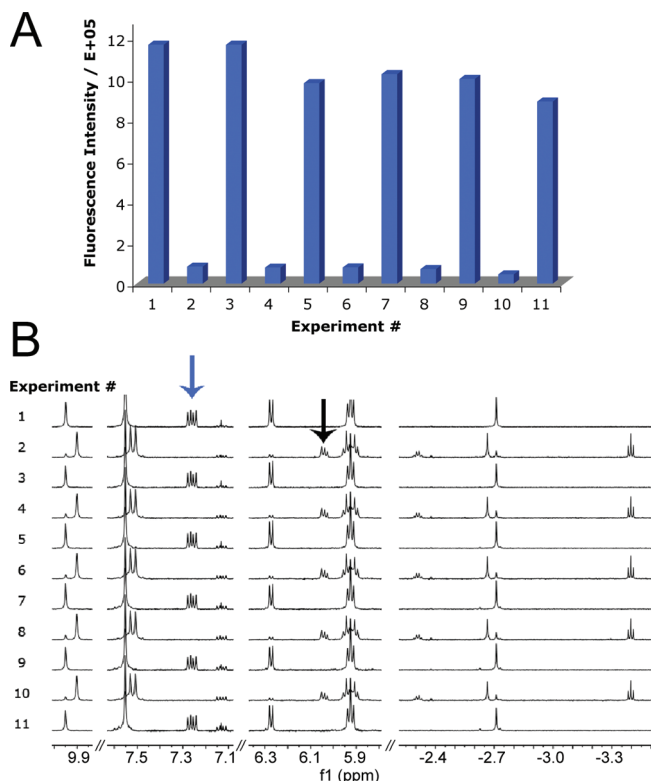 A
Fluorescence Intensity / E+05
12
10
8
6
4
2
0
1 2 3 4 5 6 7 8 9 10 11
Experiment #
B
Experiment #
1
2
3
4
5
6
7
8
9
10
11
9.9 // 7.5 7.3 7.1 // 6.3 6.1 5.9 // -2.4 -2.7 -3.0 -3.3
f1 (ppm)